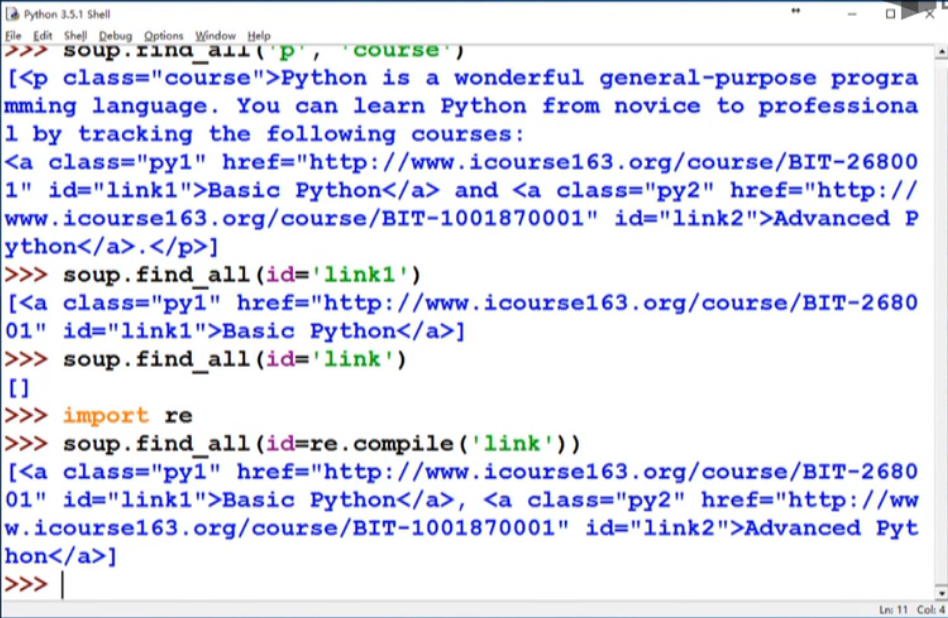 Python 3.5.1 Shell
File Edit Shell Debug Options Window Help
>>> soup.find_all('p', 'course')
[<p class="course">Python is a wonderful general-purpose progra
mming language. You can learn Python from novice to professiona
l by tracking the following courses:
<a class="py1" href="http://www.icourse163.org/course/BIT-26800
1" id="link1">Basic Python</a> and <a class="py2" href="http://
www.icourse163.org/course/BIT-1001870001" id="link2">Advanced P
ython</a>.</p>]
>>> soup.find_all(id='link1')
[<a class="py1" href="http://www.icourse163.org/course/BIT-2680
01" id="link1">Basic Python</a>]
>>> soup.find_all(id='link')
[]
>>> import re
>>> soup.find_all(id=re.compile('link'))
[<a class="py1" href="http://www.icourse163.org/course/BIT-2680
01" id="link1">Basic Python</a>, <a class="py2" href="http://ww
w.icourse163.org/course/BIT-1001870001" id="link2">Advanced Pyt
hon</a>]
>>>
Ln: 11 Col: 4